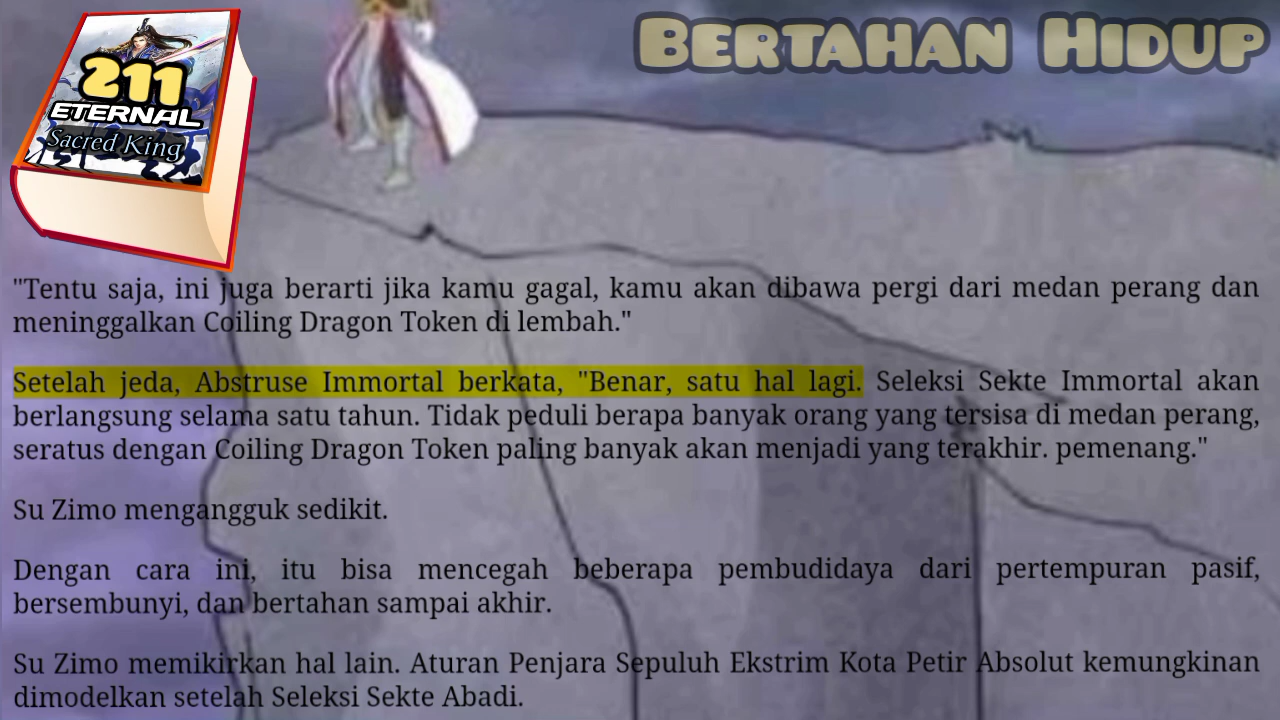 BERTAHAN HIDUP
211
ETERNAL
Sacred King
"Tentu saja, ini juga berarti jika kamu gagal, kamu akan dibawa pergi dari medan perang dan
meninggalkan Coiling Dragon Token di lembah."
Setelah jeda, Abstruse Immortal berkata, "Benar, satu hal lagi. Seleksi Sekte Immortal akan
berlangsung selama satu tahun. Tidak peduli berapa banyak orang yang tersisa di medan perang,
seratus dengan Coiling Dragon Token paling banyak akan menjadi yang terakhir. pemenang."
Su Zimo mengangguk sedikit.
Dengan cara ini, itu bisa mencegah beberapa pembudidaya dari pertempuran pasif,
bersembunyi, dan bertahan sampai akhir.
Su Zimo memikirkan hal lain. Aturan Penjara Sepuluh Ekstrim Kota Petir Absolut kemungkinan
dimodelkan setelah Seleksi Sekte Abadi.